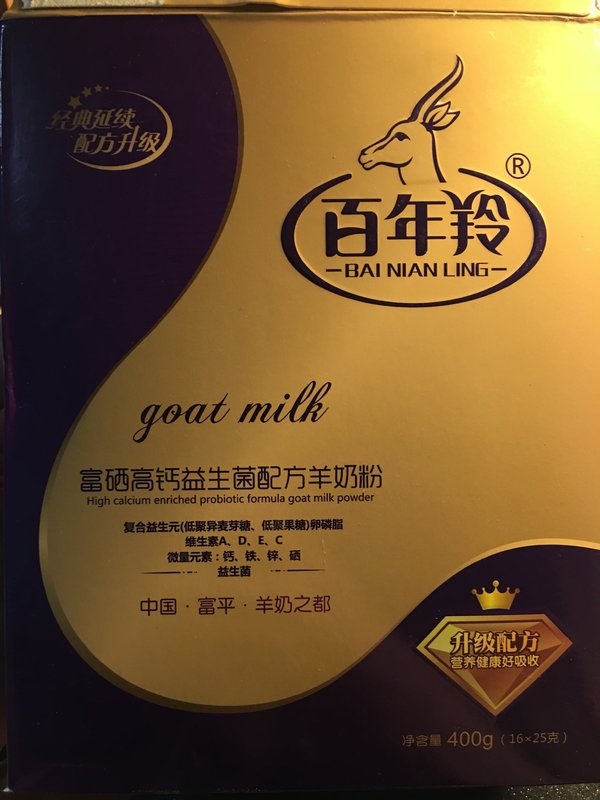 经典延续
配方升级
®
百年羚
BAI NIAN LING
goat milk
富硒高钙益生菌配方羊奶粉
High calcium enriched probiotic formula goat milk powder
复合益生元(低聚异麦芽糖、低聚果糖)卵磷脂
维生素A、D、E、C
微量元素：钙、铁、锌、硒
益生菌
中国·富平·羊奶之都
升级配方
营养健康好吸收
净含量 400g（16×25克）